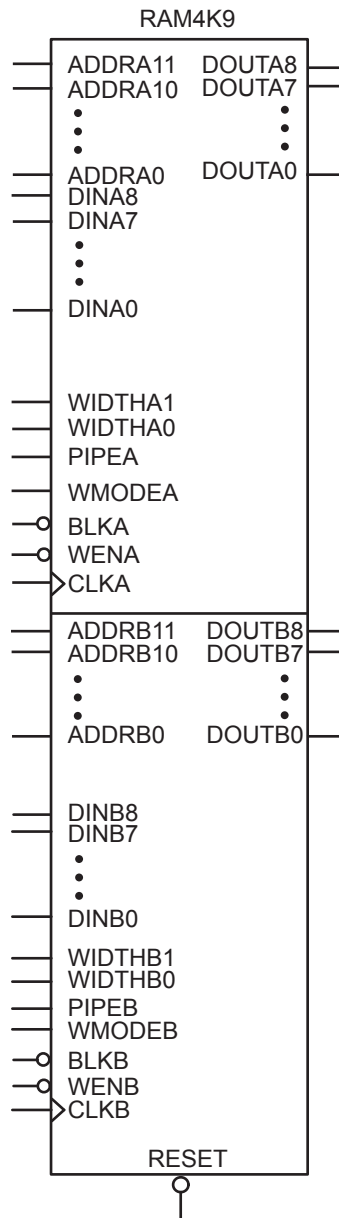 RAM4K9
ADDRA11 DOUTA8
ADDRA10 DOUTA7
ADDRA0 DOUTA0
DINA8
DINA7
DINA0
WIDTHA1
WIDTHA0
PIPEA
WMODEA
BLKA
WENA
CLKA
ADDRB11 DOUTB8
ADDRB10 DOUTB7
ADDRB0 DOUTB0
DINB8
DINB7
DINB0
WIDTHB1
WIDTHB0
PIPEB
WMODEB
BLKB
WENB
CLKB
RESET